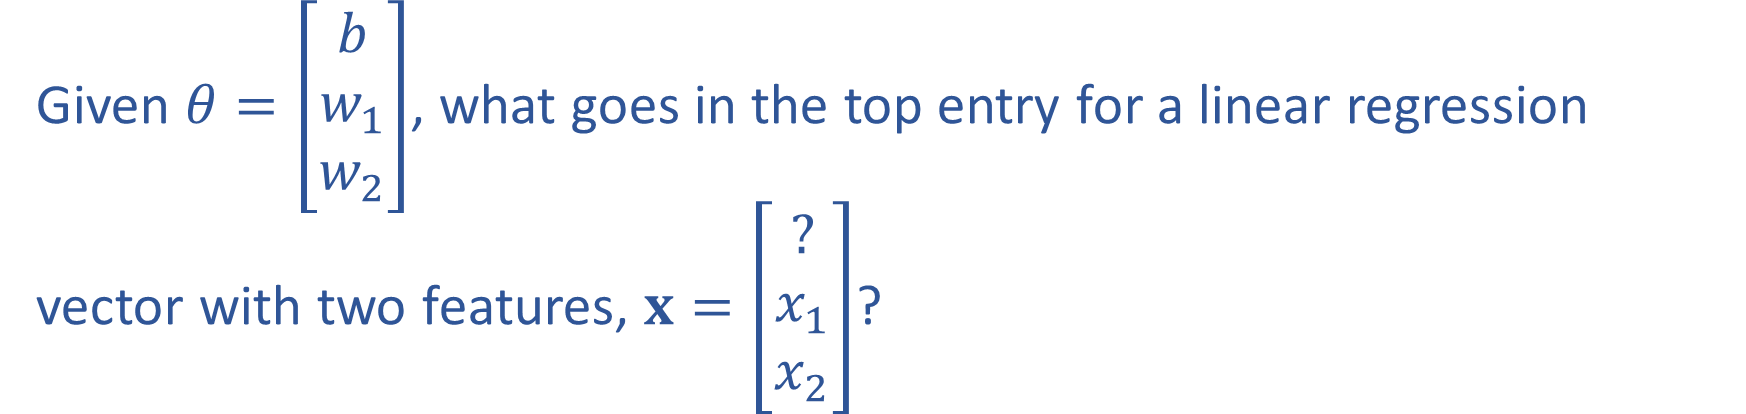 Given θ = [b w₁ w₂], what goes in the top entry for a linear regression
vector with two features, 𝐱 = [? x₁ x₂]?